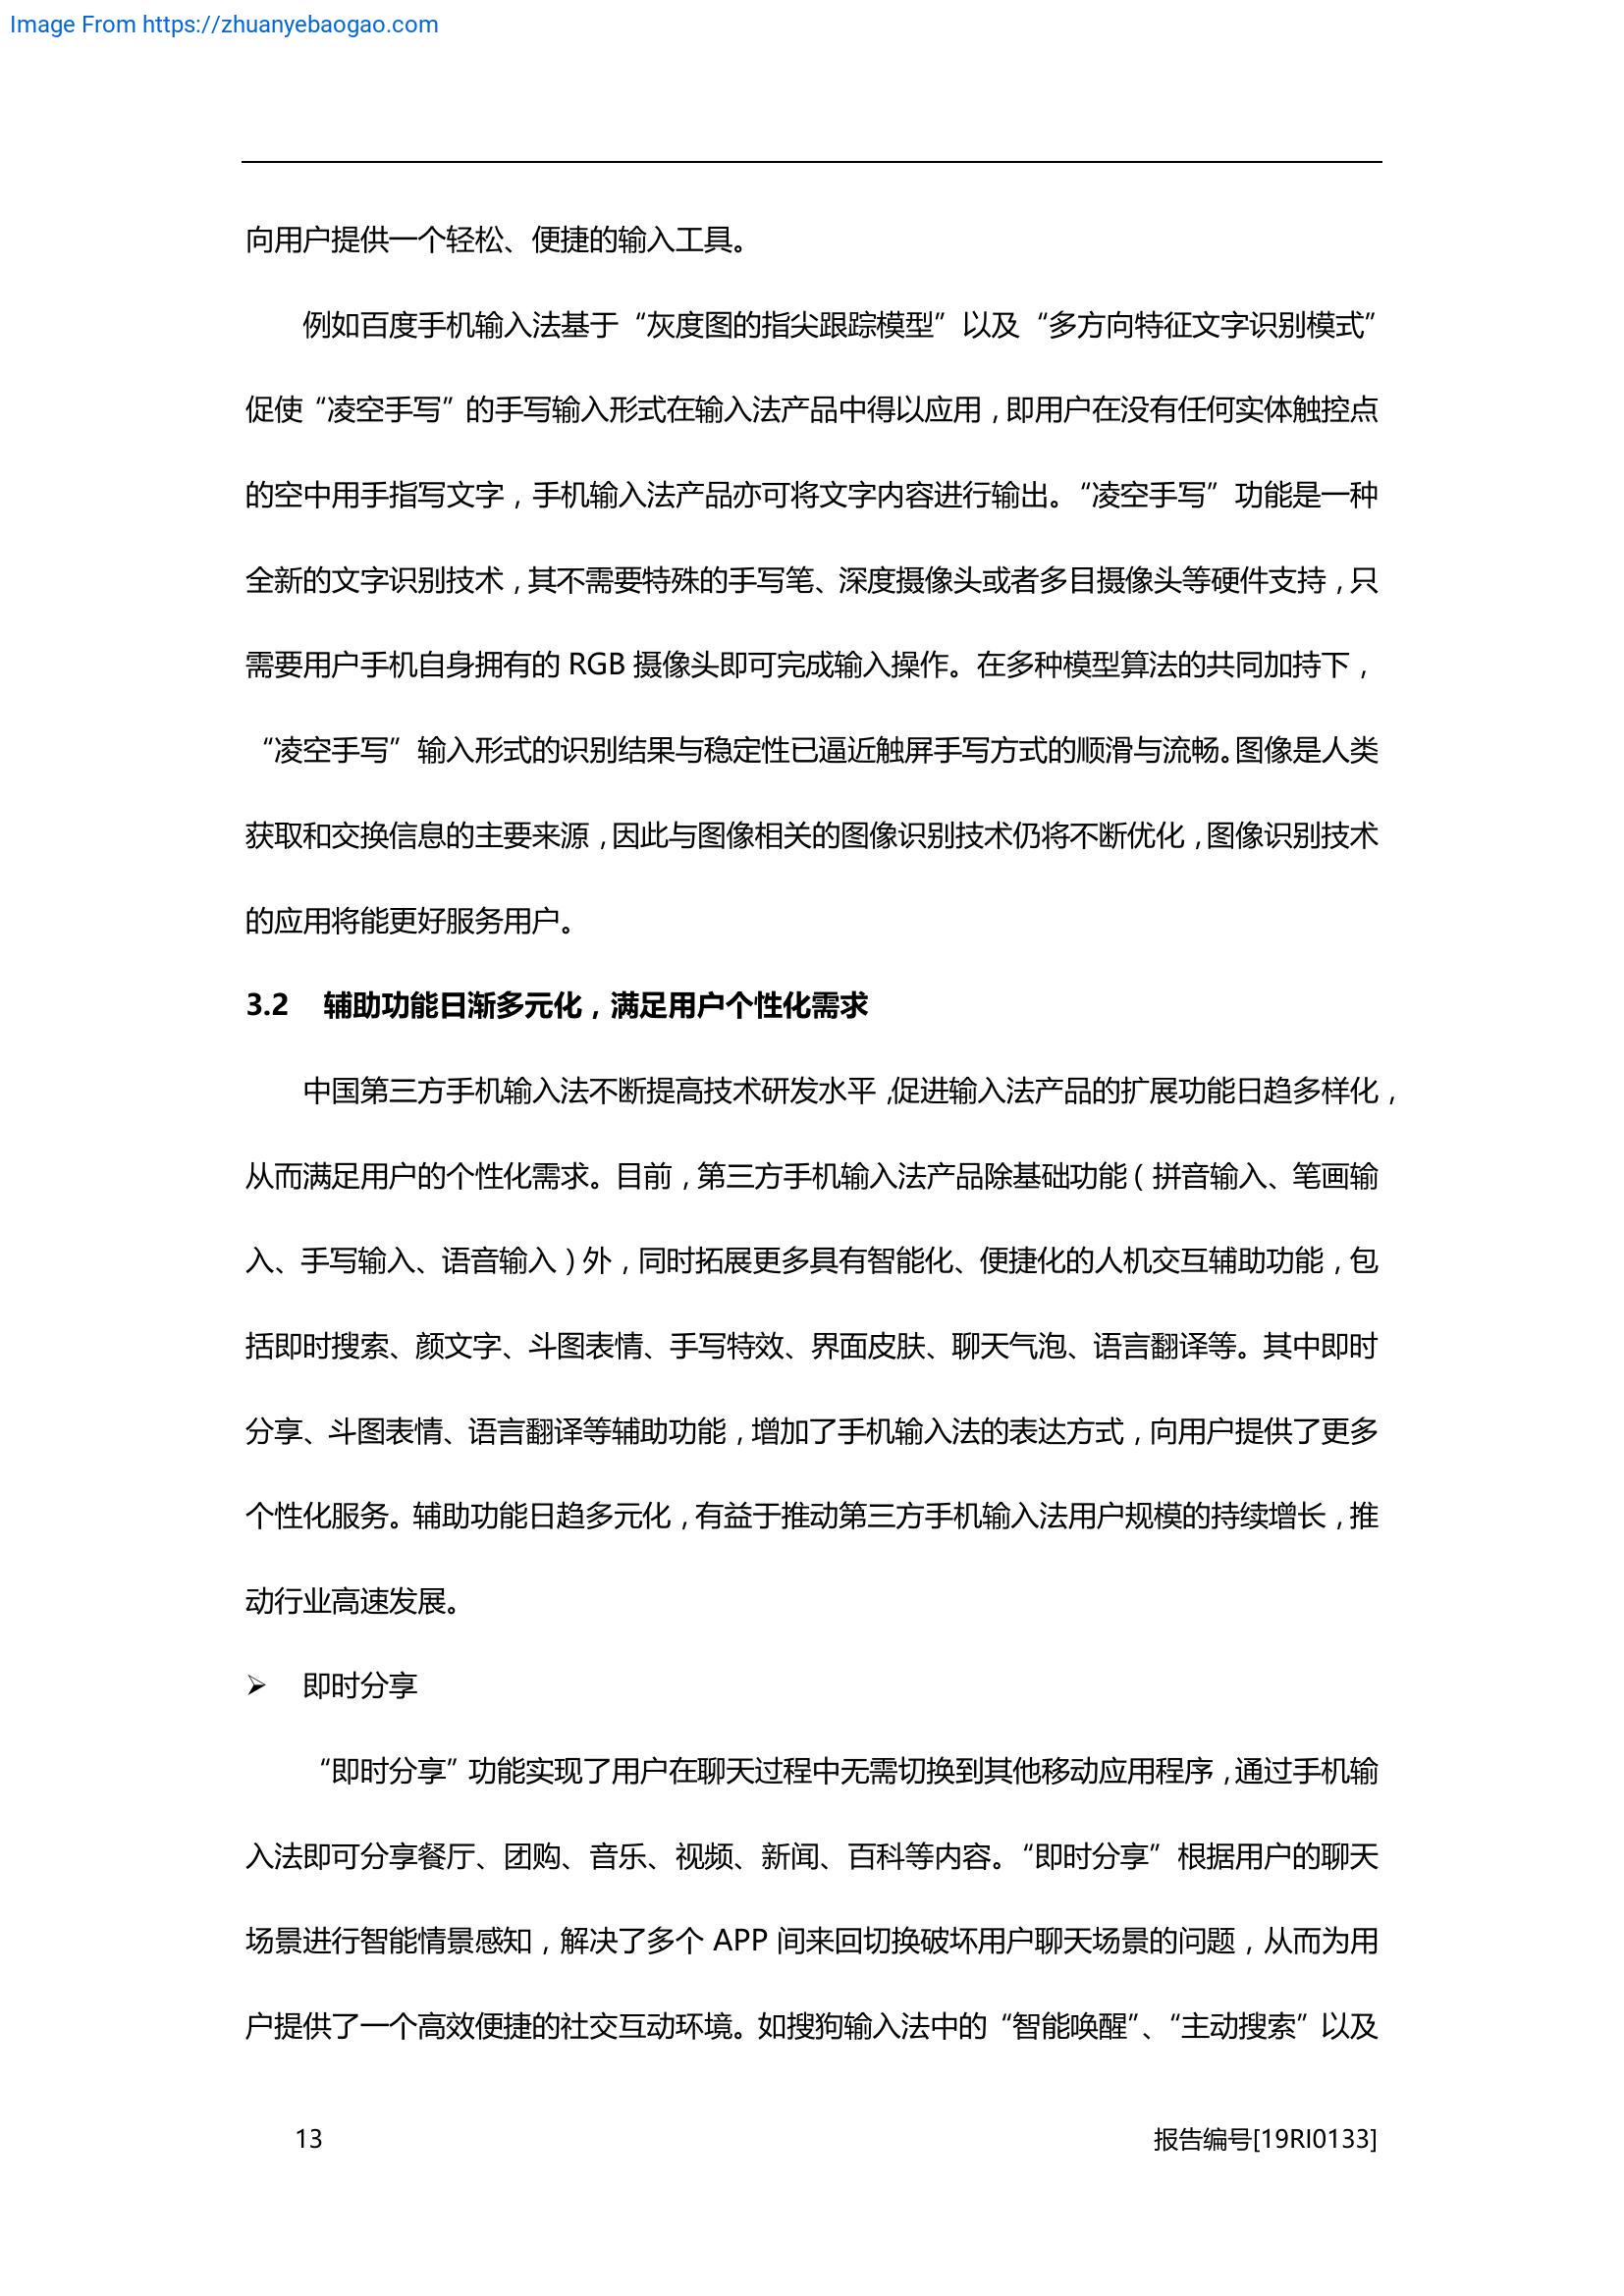 Image From https://zhuanyebaogao.com
向用户提供一个轻松、便捷的输入工具。
例如百度手机输入法基于“灰度图的指尖跟踪模型”以及“多方向特征文字识别模式”
促使“凌空手写”的手写输入形式在输入法产品中得以应用，即用户在没有任何实体触控点
的空中用手指写文字，手机输入法产品亦可将文字内容进行输出。“凌空手写”功能是一种
全新的文字识别技术，其不需要特殊的手写笔、深度摄像头或者多目摄像头等硬件支持，只
需要用户手机自身拥有的 RGB 摄像头即可完成输入操作。在多种模型算法的共同加持下，
“凌空手写”输入形式的识别结果与稳定性已逼近触屏手写方式的顺滑与流畅。图像是人类
获取和交换信息的主要来源，因此与图像相关的图像识别技术仍将不断优化，图像识别技术
的应用将能更好服务用户。
3.2 辅助功能日渐多元化，满足用户个性化需求
中国第三方手机输入法不断提高技术研发水平，促进输入法产品的扩展功能日趋多样化，
从而满足用户的个性化需求。目前，第三方手机输入法产品除基础功能（拼音输入、笔画输
入、手写输入、语音输入）外，同时拓展更多具有智能化、便捷化的人机交互辅助功能，包
括即时搜索、颜文字、斗图表情、手写特效、界面皮肤、聊天气泡、语言翻译等。其中即时
分享、斗图表情、语言翻译等辅助功能，增加了手机输入法的表达方式，向用户提供了更多
个性化服务。辅助功能日趋多元化，有益于推动第三方手机输入法用户规模的持续增长，推
动行业高速发展。
➢ 即时分享
“即时分享”功能实现了用户在聊天过程中无需切换到其他移动应用程序，通过手机输
入法即可分享餐厅、团购、音乐、视频、新闻、百科等内容。“即时分享”根据用户的聊天
场景进行智能情景感知，解决了多个 APP 间来回切换破坏用户聊天场景的问题，从而为用
户提供了一个高效便捷的社交互动环境。如搜狗输入法中的“智能唤醒”、“主动搜索”以及
13 报告编号[19RI0133]